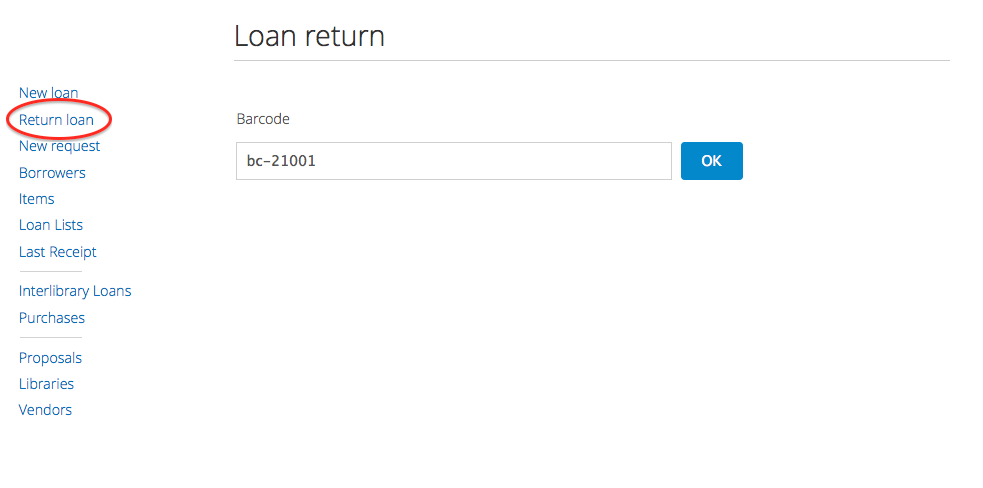 Loan return
New loan
Return loan
New request
Borrowers
Items
Loan Lists
Last Receipt
Interlibrary Loans
Purchases
Proposals
Libraries
Vendors
Barcode
bc-21001
OK